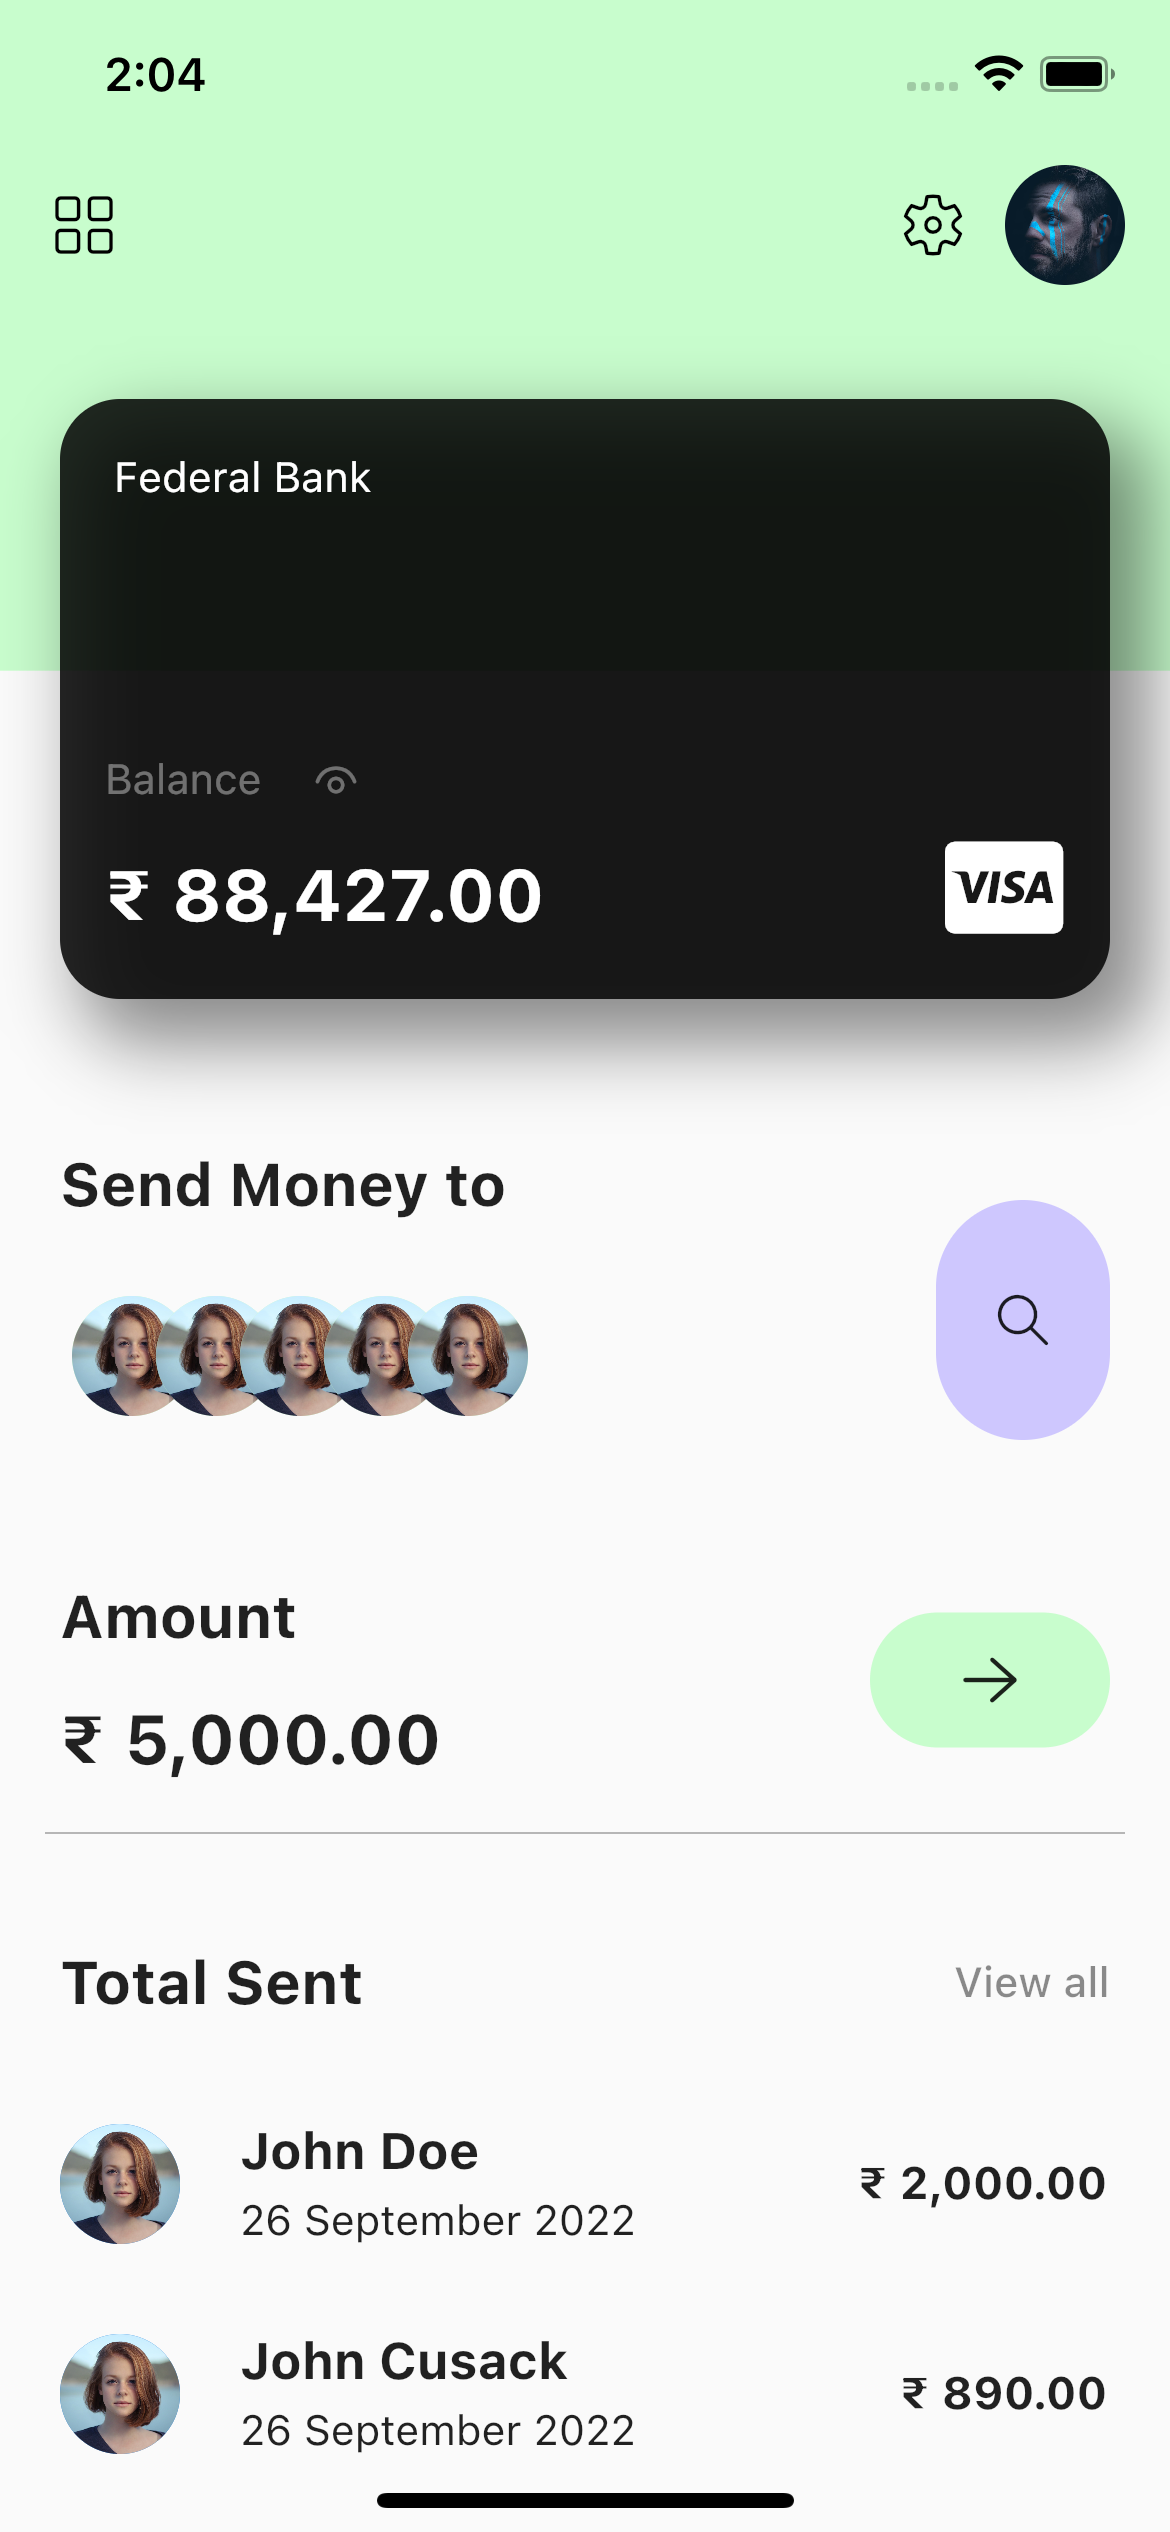 2:04
Federal Bank
Balance
₹ 88,427.00
VISA
Send Money to
Amount
₹ 5,000.00
Total Sent
View all
John Doe
26 September 2022
₹ 2,000.00
John Cusack
26 September 2022
₹ 890.00